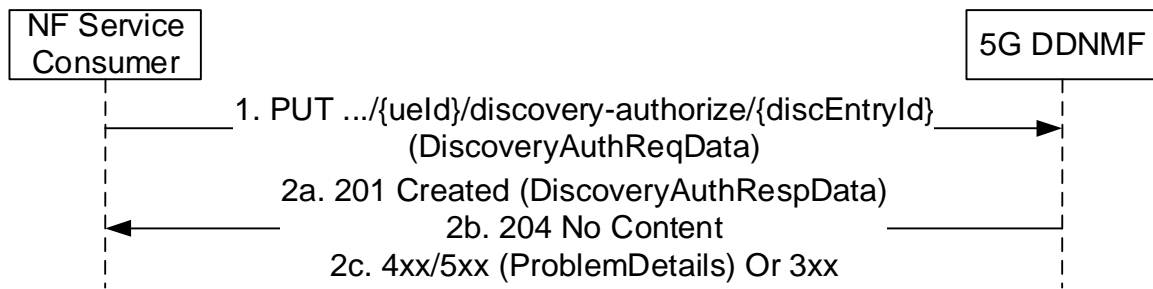 NF Service
Consumer
5G DDNMF
1. PUT .../{ueId}/discovery-authorize/{discEntryId}
(DiscoveryAuthReqData)
2a. 201 Created (DiscoveryAuthRespData)
2b. 204 No Content
2c. 4xx/5xx (ProblemDetails) Or 3xx